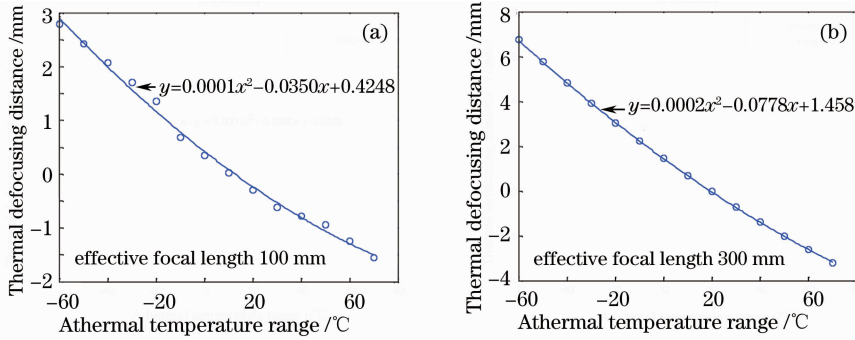 Thermal defocusing distance /mm
3
2
1
0
−1
−2
(a)
y=0.0001x²−0.0350x+0.4248
effective focal length 100 mm
−60 −20 20 60
Athermal temperature range /℃
Thermal defocusing distance /mm
8
6
4
2
0
−2
−4
(b)
y=0.0002x²−0.0778x+1.458
effective focal length 300 mm
−60 −20 20 60
Athermal temperature range /℃